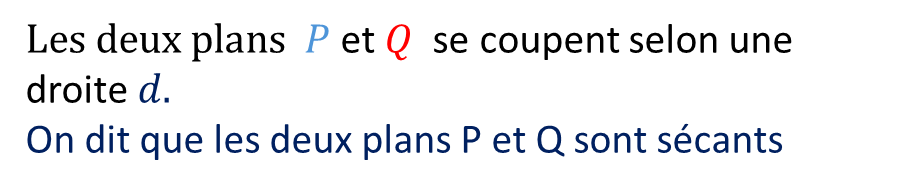 Les deux plans P et Q se coupent selon une
droite d.
On dit que les deux plans P et Q sont sécants